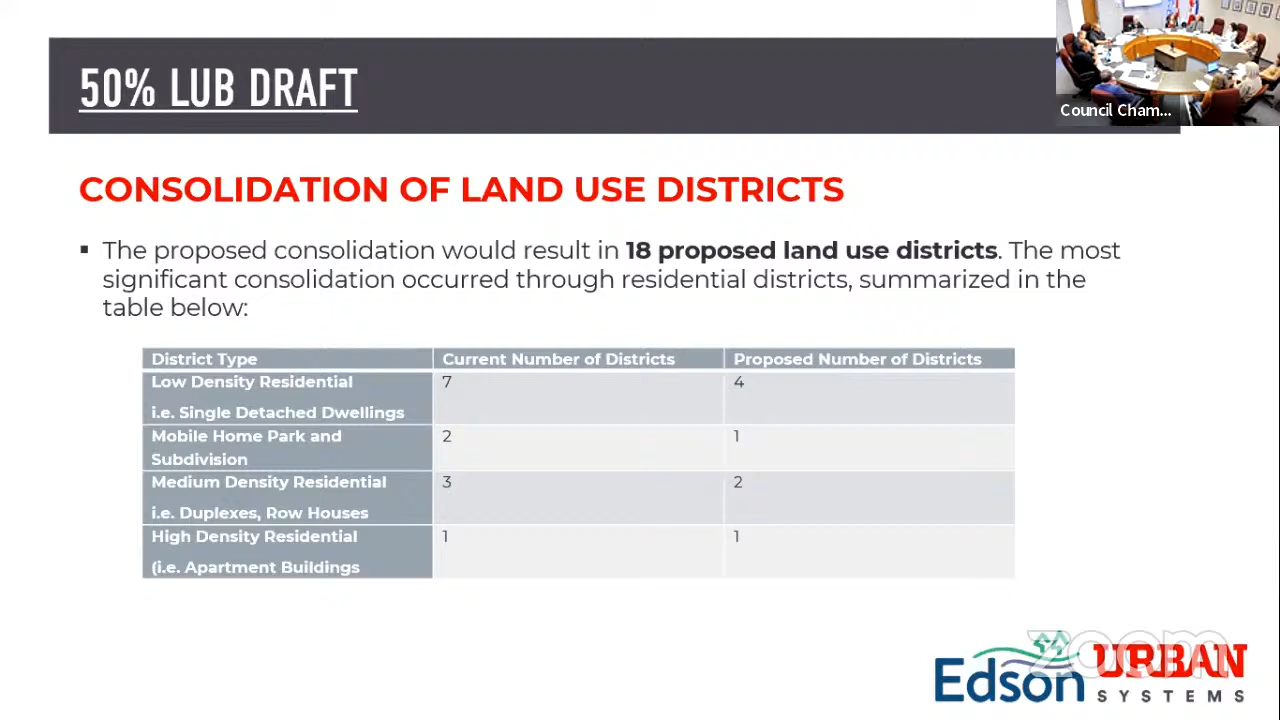 50% LUB DRAFT
Council Cham...
CONSOLIDATION OF LAND USE DISTRICTS
▪ The proposed consolidation would result in 18 proposed land use districts. The most
significant consolidation occurred through residential districts, summarized in the
table below:
District Type Current Number of Districts Proposed Number of Districts
Low Density Residential 7 4
i.e. Single Detached Dwellings
Mobile Home Park and 2 1
Subdivision
Medium Density Residential 3 2
i.e. Duplexes, Row Houses
High Density Residential 1 1
(i.e. Apartment Buildings
zoom
Edson URBAN
SYSTEMS